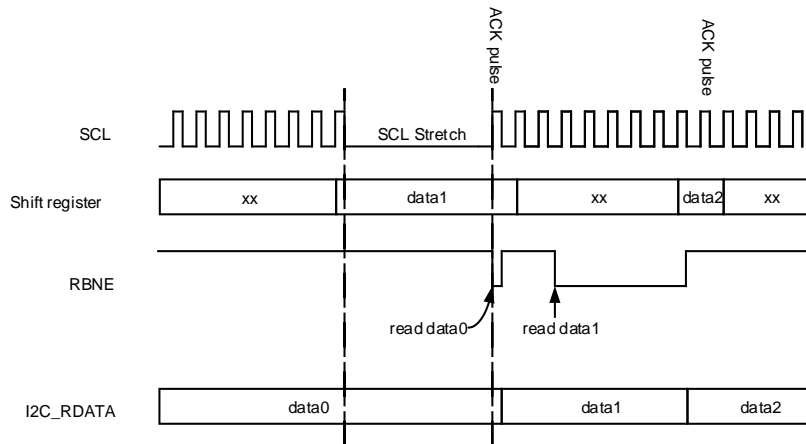 ACK pulse
ACK pulse
SCL
SCL Stretch
Shift register
xx
data1
xx
data2
xx
RBNE
read data0
read data1
I2C_RDATA
data0
data1
data2